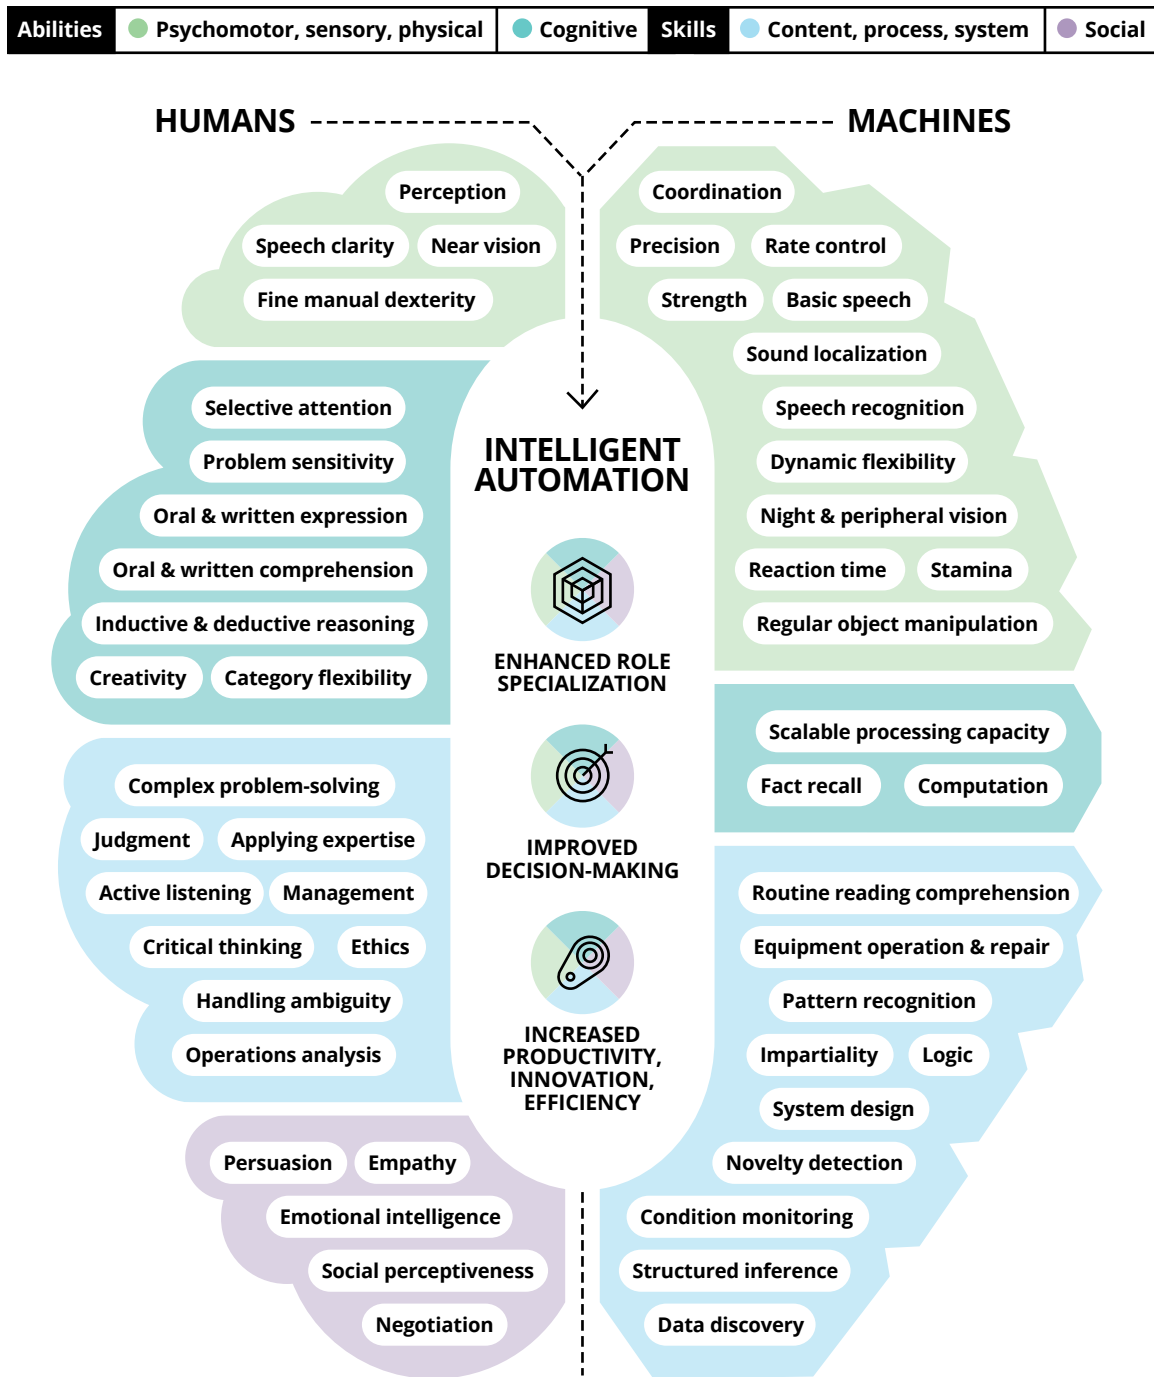 Abilities Psychomotor, sensory, physical Cognitive Skills Content, process, system Social
HUMANS
Perception
Speech clarity Near vision
Fine manual dexterity
Selective attention
Problem sensitivity
Oral & written expression
Oral & written comprehension
Inductive & deductive reasoning
Creativity Category flexibility
Complex problem-solving
Judgment Applying expertise
Active listening Management
Critical thinking Ethics
Handling ambiguity
Operations analysis
Persuasion Empathy
Emotional intelligence
Social perceptiveness
Negotiation
INTELLIGENT
AUTOMATION
ENHANCED ROLE
SPECIALIZATION
IMPROVED
DECISION-MAKING
INCREASED
PRODUCTIVITY,
INNOVATION,
EFFICIENCY
MACHINES
Coordination
Precision Rate control
Strength Basic speech
Sound localization
Speech recognition
Dynamic flexibility
Night & peripheral vision
Reaction time Stamina
Regular object manipulation
Scalable processing capacity
Fact recall Computation
Routine reading comprehension
Equipment operation & repair
Pattern recognition
Impartiality Logic
System design
Novelty detection
Condition monitoring
Structured inference
Data discovery